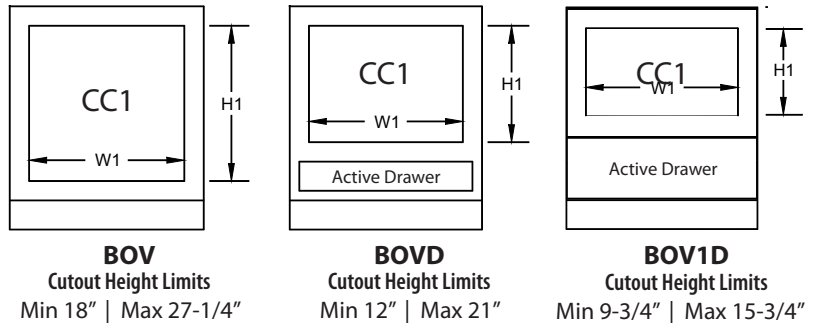 CC1
H1
W1
BOV
Cutout Height Limits
Min 18” | Max 27-1/4”
CC1
H1
W1
Active Drawer
BOVD
Cutout Height Limits
Min 12” | Max 21”
CC1
H1
W1
Active Drawer
BOV1D
Cutout Height Limits
Min 9-3/4” | Max 15-3/4”